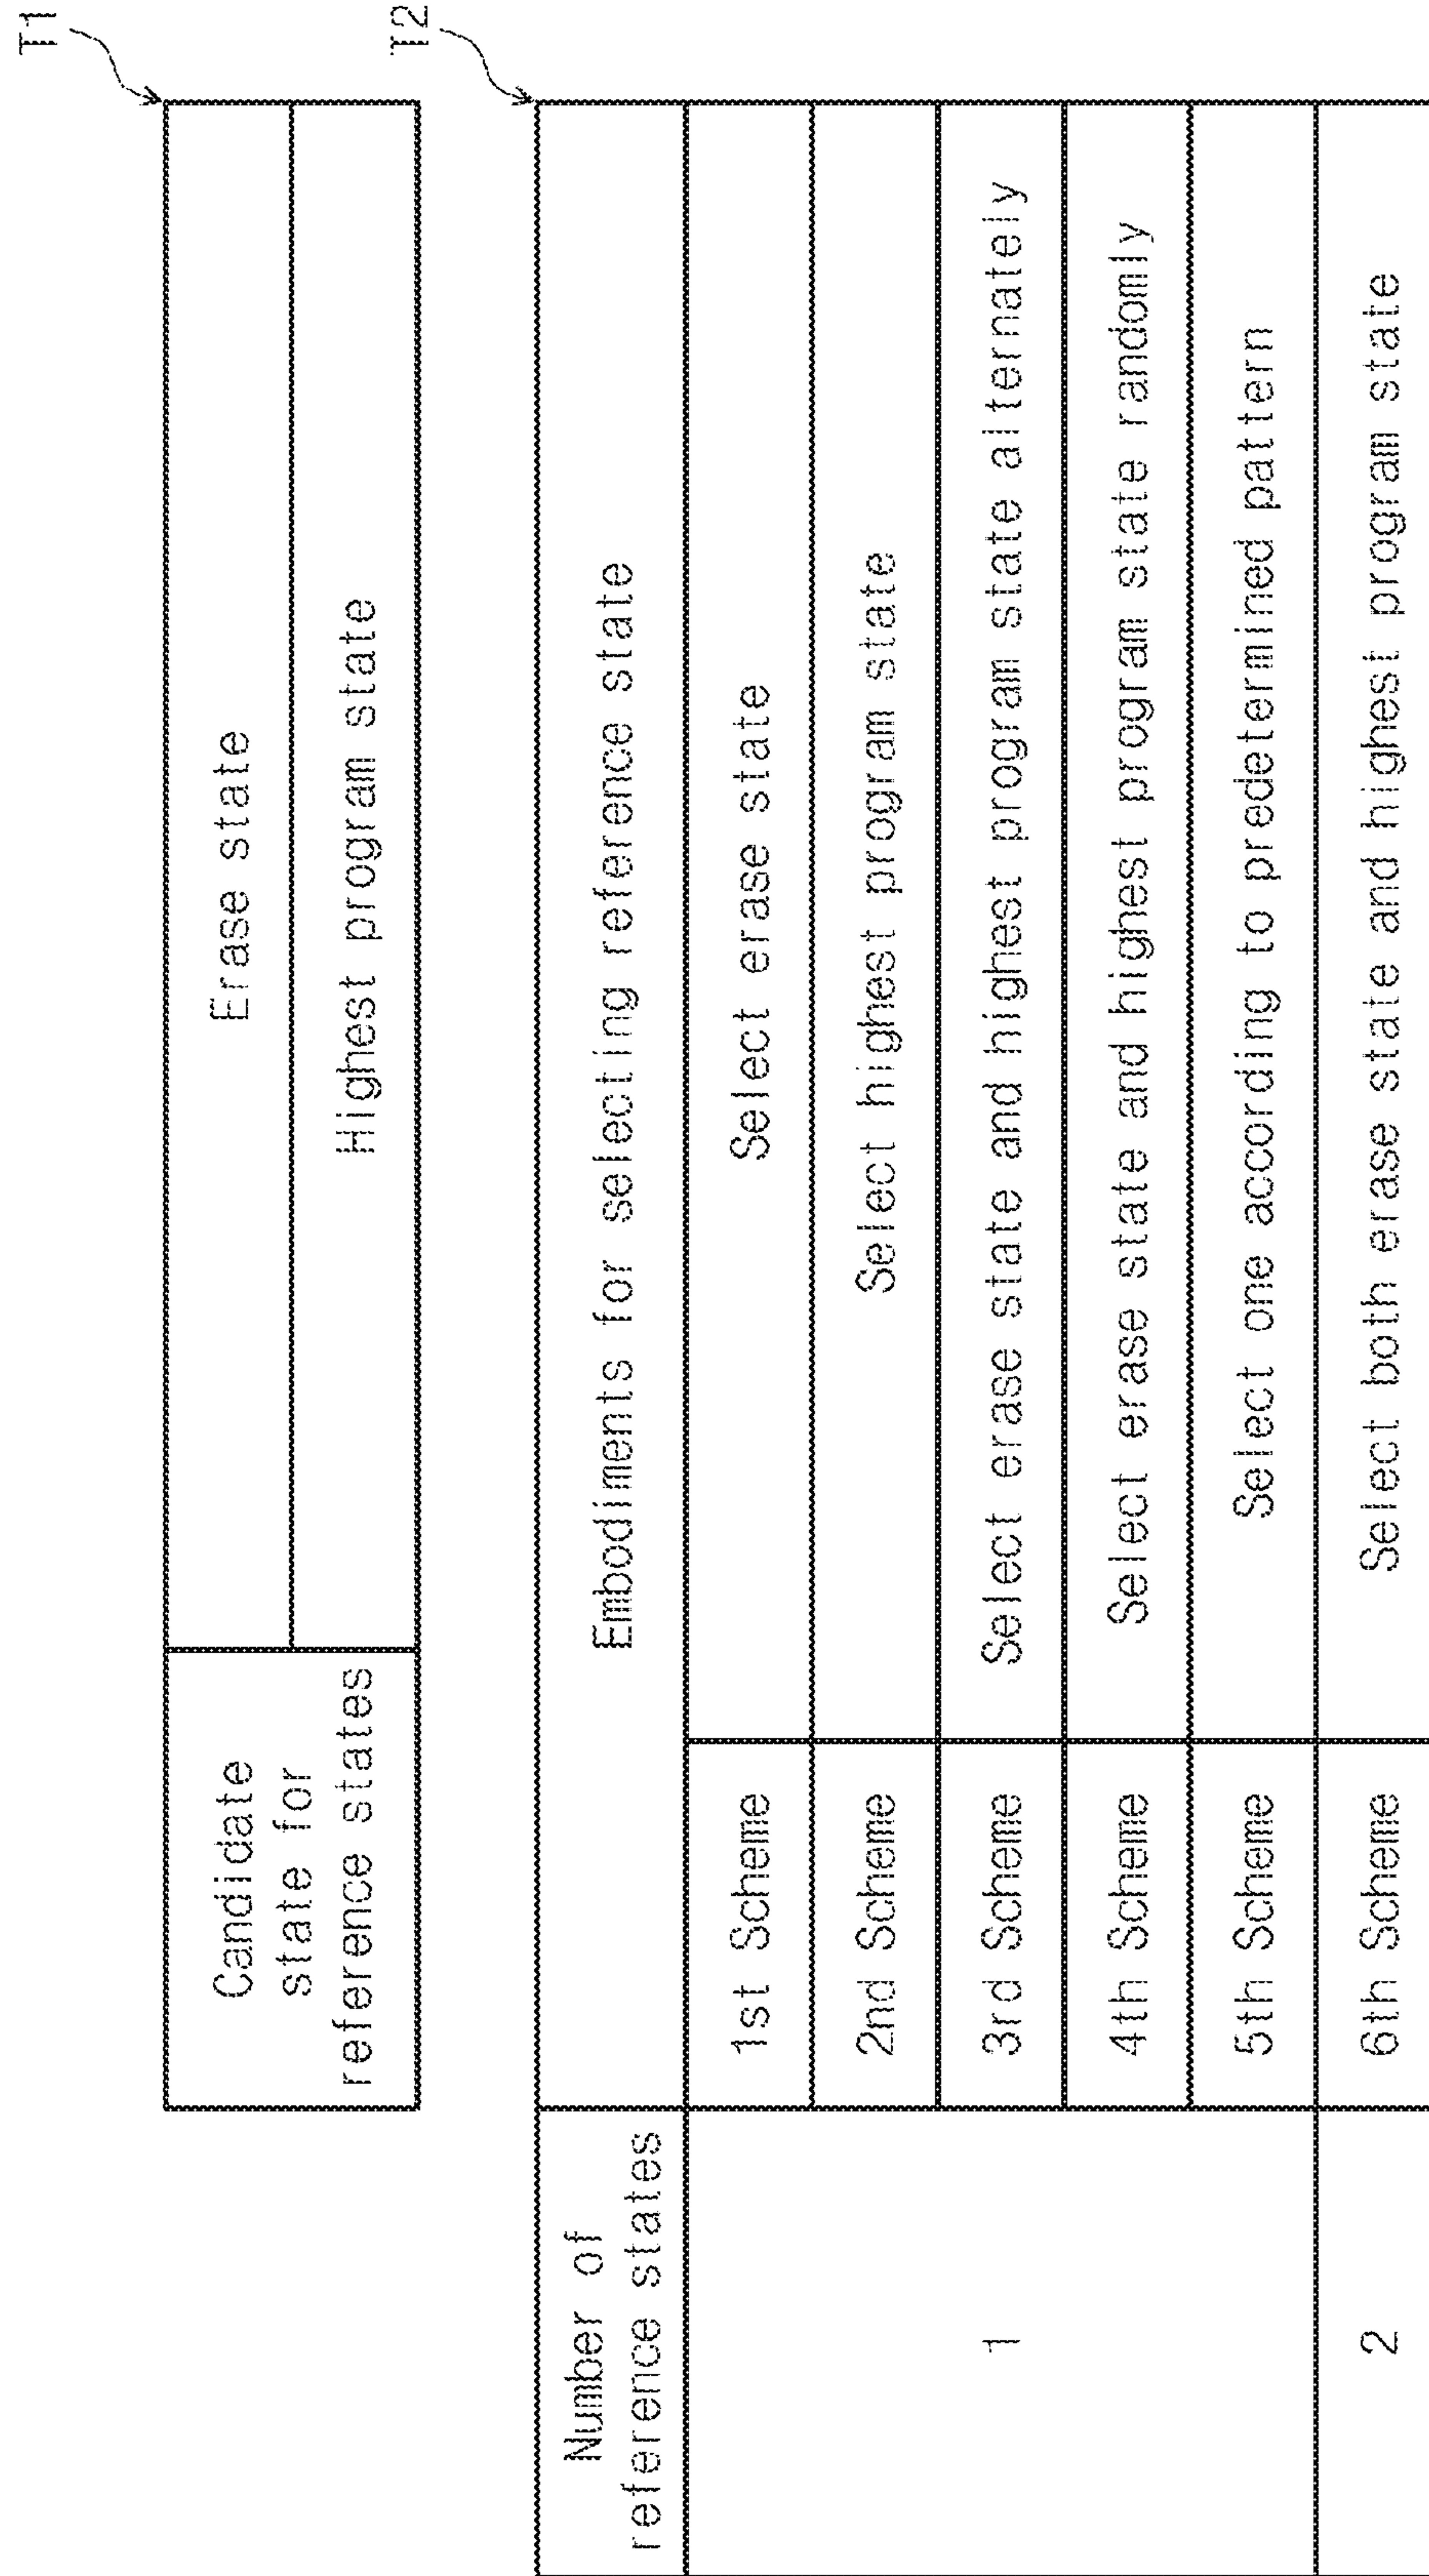 T1
Candidate
state for
reference states
Erase state
Highest program state
T2
Number of
reference states
Embodiments for selecting reference state
1
1st Scheme
Select erase state
2nd Scheme
Select highest program state
3rd Scheme
Select erase state and highest program state alternately
4th Scheme
Select erase state and highest program state randomly
5th Scheme
Select one according to predetermined pattern
2
6th Scheme
Select both erase state and highest program state